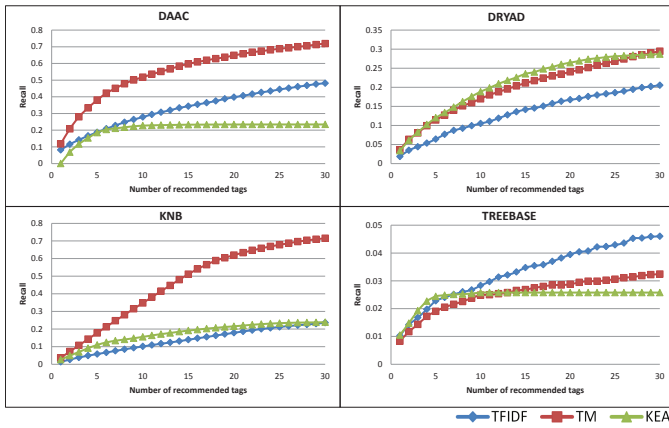 DAAC
0.8
0.7
0.6
0.5
0.4
0.3
0.2
0.1
0
Recall
0 5 10 15 20 25 30
Number of recommended tags
DRYAD
0.35
0.3
0.25
0.2
0.15
0.1
0.05
0
Recall
0 5 10 15 20 25 30
Number of recommended tags
KNB
0.8
0.7
0.6
0.5
0.4
0.3
0.2
0.1
0
Recall
0 5 10 15 20 25 30
Number of recommended tags
TREEBASE
0.05
0.04
0.03
0.02
0.01
0
Recall
0 5 10 15 20 25 30
Number of recommended tags
TFIDF TM KEA